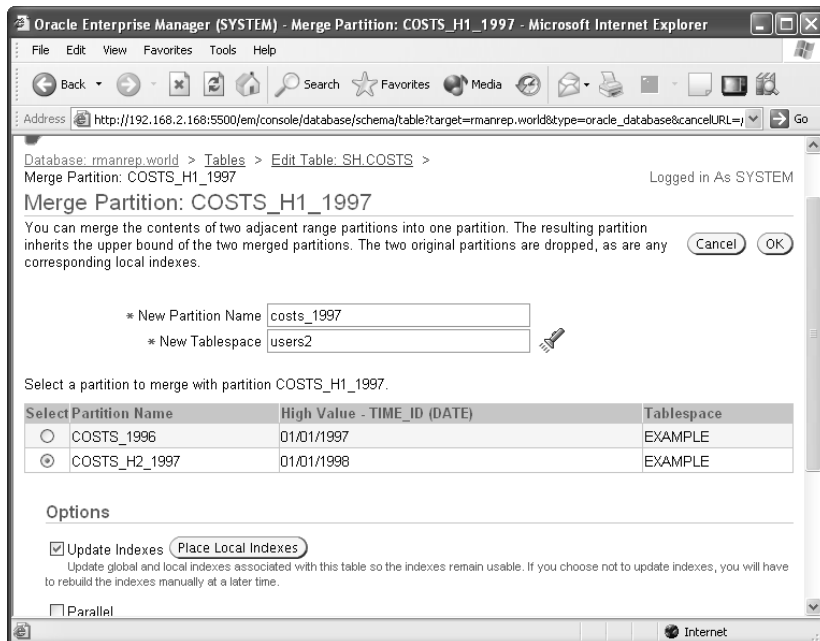 Oracle Enterprise Manager (SYSTEM) - Merge Partition: COSTS_H1_1997 - Microsoft Internet Explorer
File Edit View Favorites Tools Help
Back Search Favorites Media
Address http://192.168.2.168:5500/em/console/database/schema/table?target=rmanrep.world&type=oracle_database&cancelURL=/ Go
Database: rmanrep.world > Tables > Edit Table: SH.COSTS >
Merge Partition: COSTS_H1_1997 Logged in As SYSTEM
Merge Partition: COSTS_H1_1997
You can merge the contents of two adjacent range partitions into one partition. The resulting partition
inherits the upper bound of the two merged partitions. The two original partitions are dropped, as are any
corresponding local indexes.
Cancel OK
* New Partition Name costs_1997
* New Tablespace users2
Select a partition to merge with partition COSTS_H1_1997.
Select Partition Name High Value - TIME_ID (DATE) Tablespace
COSTS_1996 01/01/1997 EXAMPLE
COSTS_H2_1997 01/01/1998 EXAMPLE
Options
Update Indexes Place Local Indexes
Update global and local indexes associated with this table so the indexes remain usable. If you choose not to update indexes, you will have
to rebuild the indexes manually at a later time.
Parallel
Internet